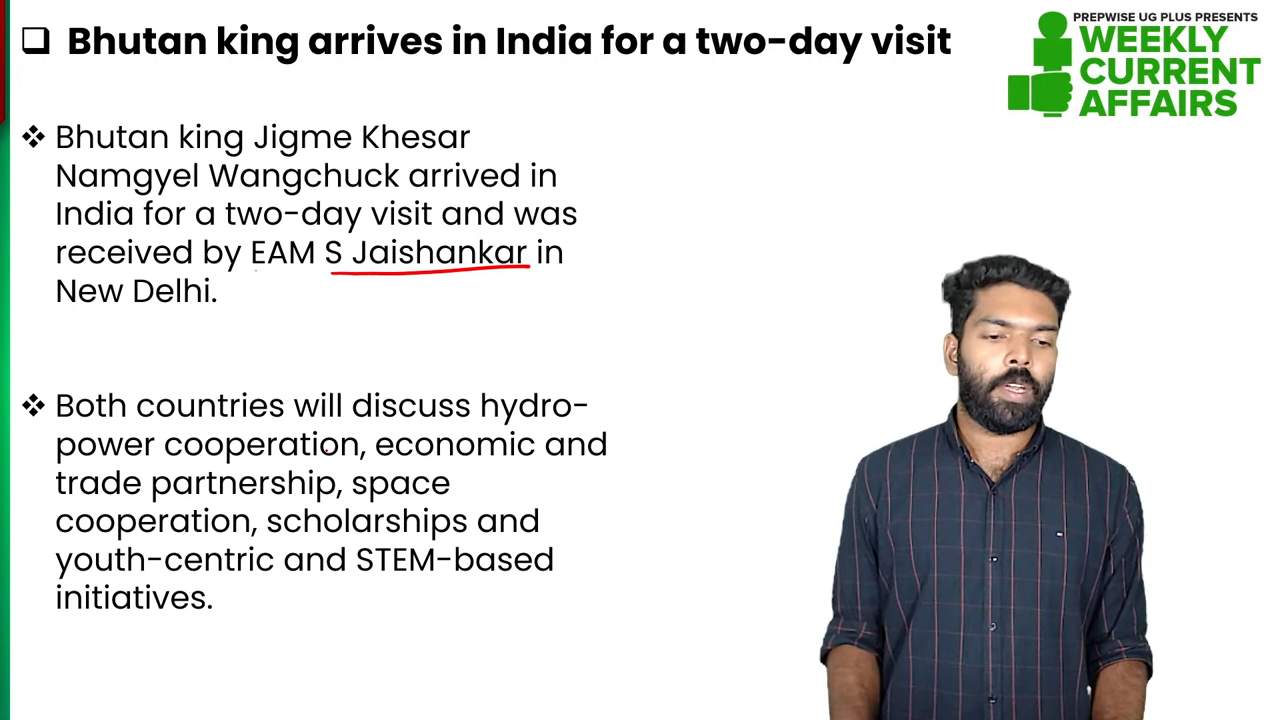 Bhutan king arrives in India for a two-day visit
PREPWISE UG PLUS PRESENTS
WEEKLY
CURRENT
AFFAIRS
Bhutan king Jigme Khesar
Namgyel Wangchuck arrived in
India for a two-day visit and was
received by EAM S Jaishankar in
New Delhi.
Both countries will discuss hydro-
power cooperation, economic and
trade partnership, space
cooperation, scholarships and
youth-centric and STEM-based
initiatives.